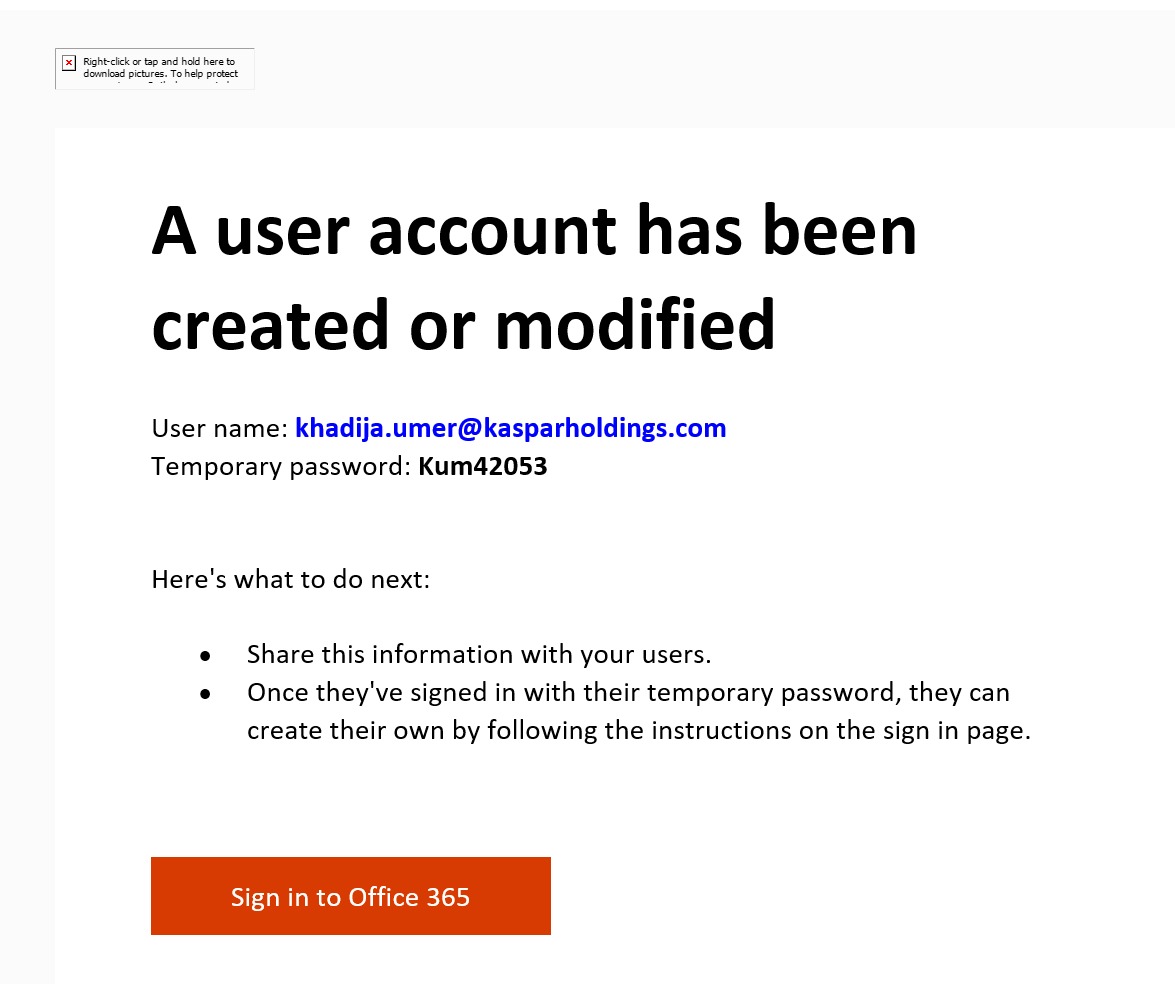 Right-click or tap and hold here to
download pictures. To help protect
A user account has been
created or modified
User name: khadija.umer@kasparholdings.com
Temporary password: Kum42053
Here's what to do next:
• Share this information with your users.
• Once they've signed in with their temporary password, they can
create their own by following the instructions on the sign in page.
Sign in to Office 365